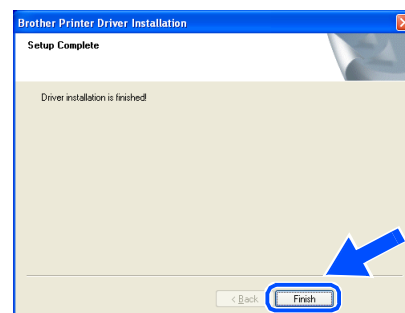 Brother Printer Driver Installation
Setup Complete
Driver installation is finished!
< Back
Finish